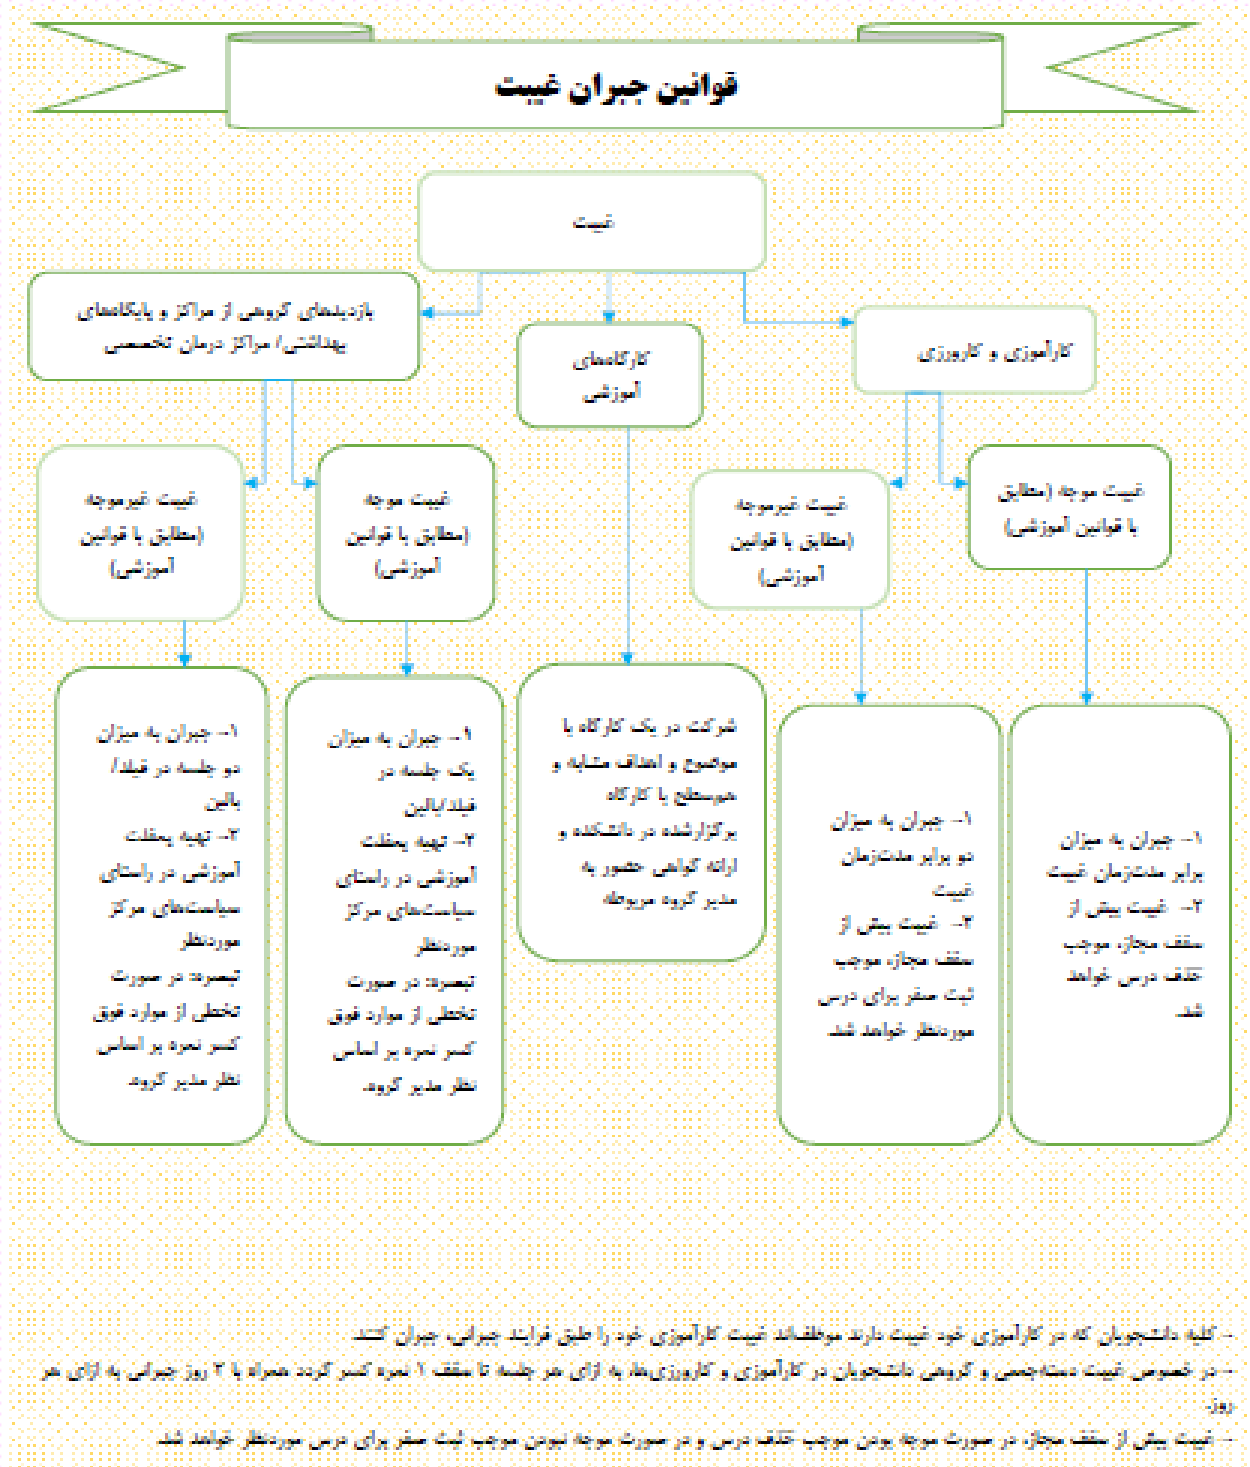 قوانین جبران غیبت
غیبت
بازدیدهای گروهی از مراکز و پایگاه‌های
بهداشتی/ مراکز درمان تخصصی
کارگاه‌های
آموزشی
کارآموزی و کارورزی
غیبت غیرموجه
(مطابق با قوانین
آموزشی)
غیبت موجه
(مطابق با قوانین
آموزشی)
غیبت غیرموجه
(مطابق با قوانین
آموزشی)
غیبت موجه (مطابق
با قوانین آموزشی)
۱– جبران به میزان
دو جلسه در فیلد/
بالین
۲– تهیه پمفلت
آموزشی در راستای
سیاست‌های مرکز
موردنظر
تبصره: در صورت
تخطی از موارد فوق
کسر نمره بر اساس
نظر مدیر گروه.
۱– جبران به میزان
یک جلسه در
فیلد/بالین
۲– تهیه پمفلت
آموزشی در راستای
سیاست‌های مرکز
موردنظر
تبصره: در صورت
تخطی از موارد فوق
کسر نمره بر اساس
نظر مدیر گروه.
شرکت در یک کارگاه با
موضوع و اهداف مشابه و
هم‌سطح با کارگاه
برگزارشده در دانشکده و
ارائه گواهی حضور به
مدیر گروه مربوطه
۱– جبران به میزان
دو برابر مدت‌زمان
غیبت
۲– غیبت بیش از
سقف مجاز، موجب
ثبت صفر برای درس
موردنظر خواهد شد.
۱– جبران به میزان
برابر مدت‌زمان غیبت
۲– غیبت بیش از
سقف مجاز، موجب
حذف درس خواهد
شد.
– کلیه دانشجویان که در کارآموزی خود غیبت دارند موظف‌اند غیبت کارآموزی خود را طبق فرایند جبرانی، جبران کنند.
– در خصوص غیبت دسته‌جمعی و گروهی دانشجویان در کارآموزی و کارورزی‌ها، به ازای هر جلسه تا سقف ۱ نمره کسر گردد همراه با ۲ روز جبرانی به ازای هر
روز.
– غیبت بیش از سقف مجاز، در صورت موجه بودن موجب حذف درس و در صورت موجه نبودن موجب ثبت صفر برای درس موردنظر خواهد شد.